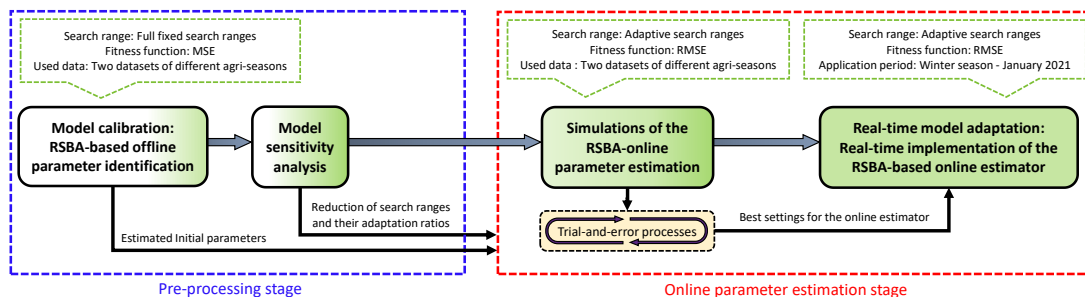 Search range: Full fixed search ranges
Fitness function: MSE
Used data: Two datasets of different agri-seasons
Search range: Adaptive search ranges
Fitness function: RMSE
Used data : Two datasets of different agri-seasons
Search range: Adaptive search ranges
Fitness function: RMSE
Application period: Winter season - January 2021
Model calibration:
RSBA-based offline
parameter identification
Model
sensitivity
analysis
Simulations of the
RSBA-online
parameter estimation
Real-time model adaptation:
Real-time implementation of the
RSBA-based online estimator
Reduction of search ranges
and their adaptation ratios
Estimated Initial parameters
Trial-and-error processes
Best settings for the online estimator
Pre-processing stage
Online parameter estimation stage